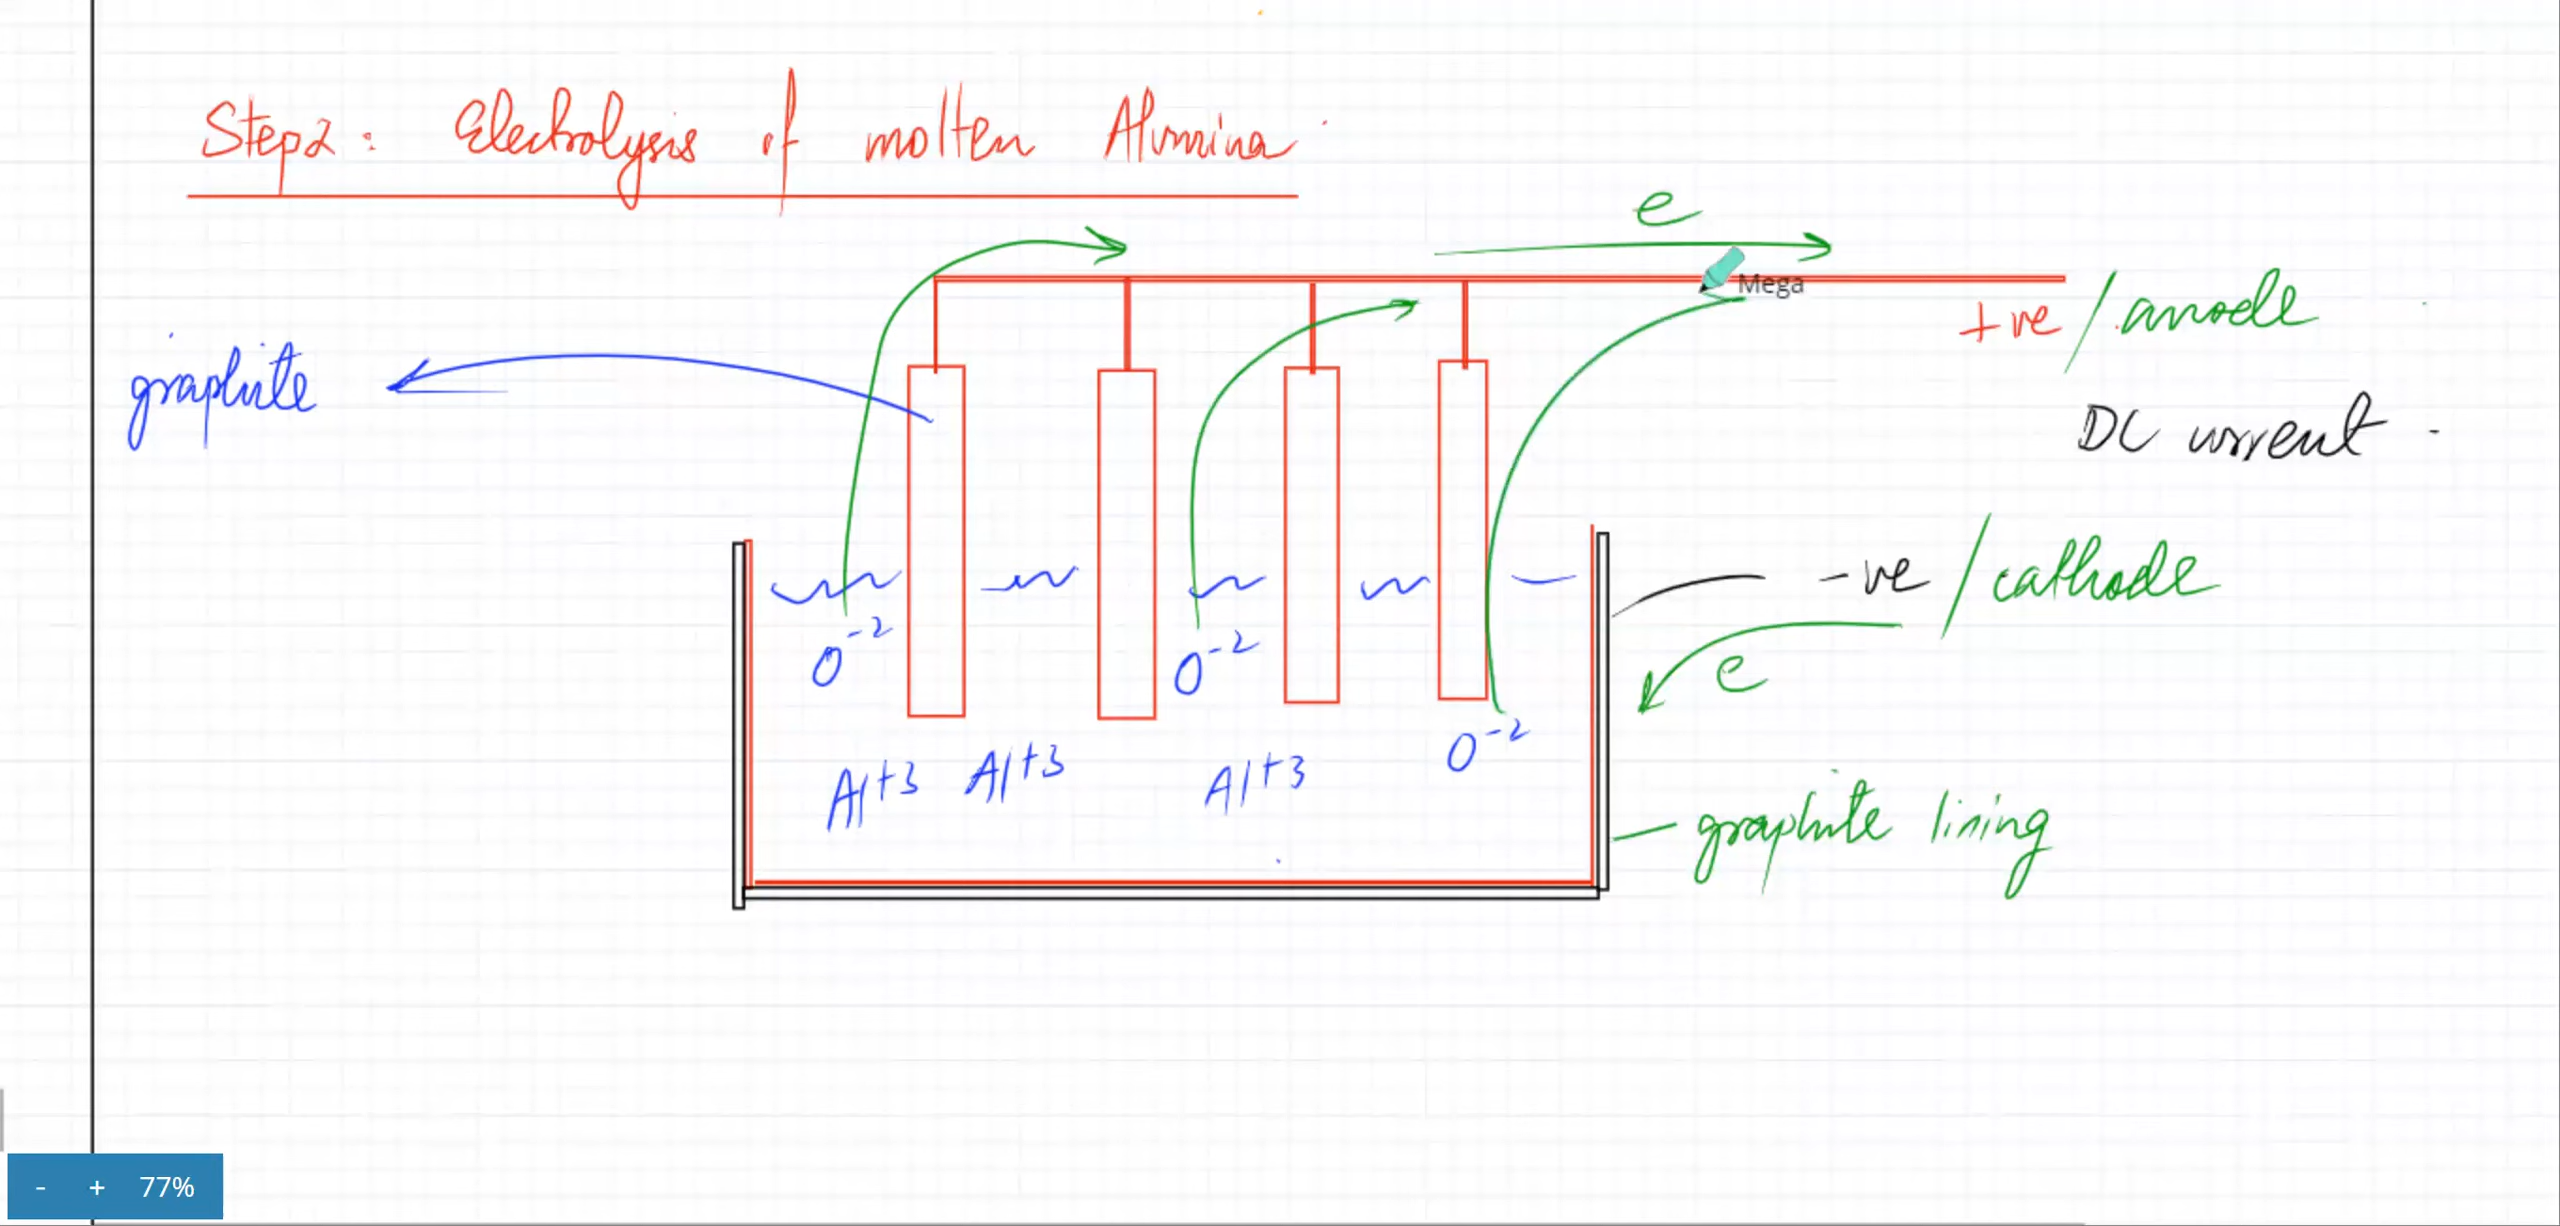 Step2: Electrolysis of molten Alumina
e
Mega
+ve / anode
graphite
DC current
-ve / cathode
e
O⁻²
O⁻²
O⁻²
Al⁺³ Al⁺³ Al⁺³
graphite lining
- + 77%